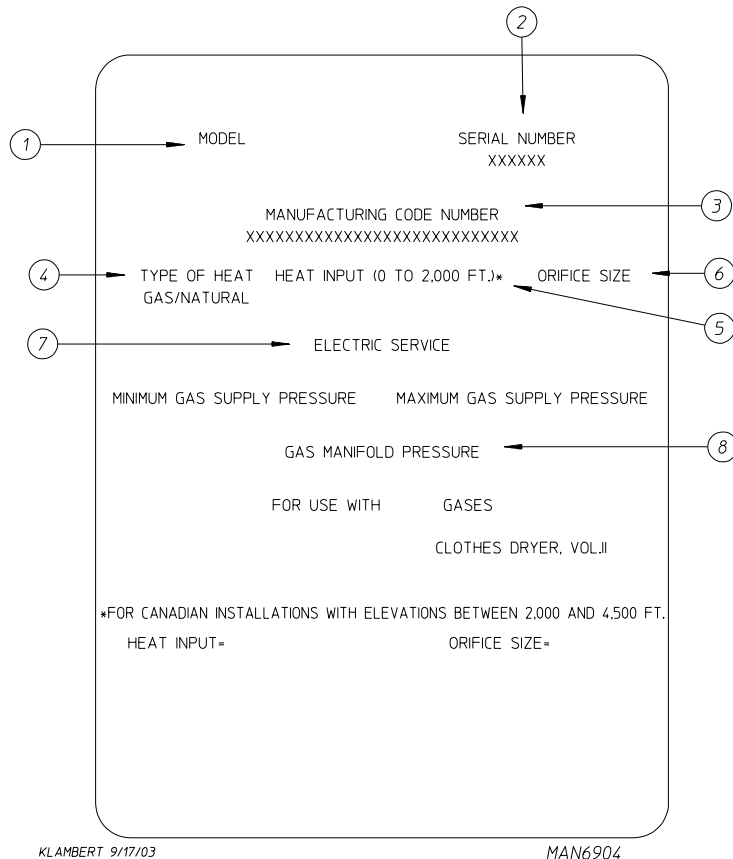 2
1
MODEL
SERIAL NUMBER
XXXXXX
3
MANUFACTURING CODE NUMBER
XXXXXXXXXXXXXXXXXXXXXXXXXXXX
4
TYPE OF HEAT HEAT INPUT (0 TO 2,000 FT.)* ORIFICE SIZE
6
GAS/NATURAL
5
7
ELECTRIC SERVICE
MINIMUM GAS SUPPLY PRESSURE MAXIMUM GAS SUPPLY PRESSURE
8
GAS MANIFOLD PRESSURE
FOR USE WITH GASES
CLOTHES DRYER, VOL.II
*FOR CANADIAN INSTALLATIONS WITH ELEVATIONS BETWEEN 2,000 AND 4,500 FT.
HEAT INPUT= ORIFICE SIZE=
KLAMBERT 9/17/03 MAN6904